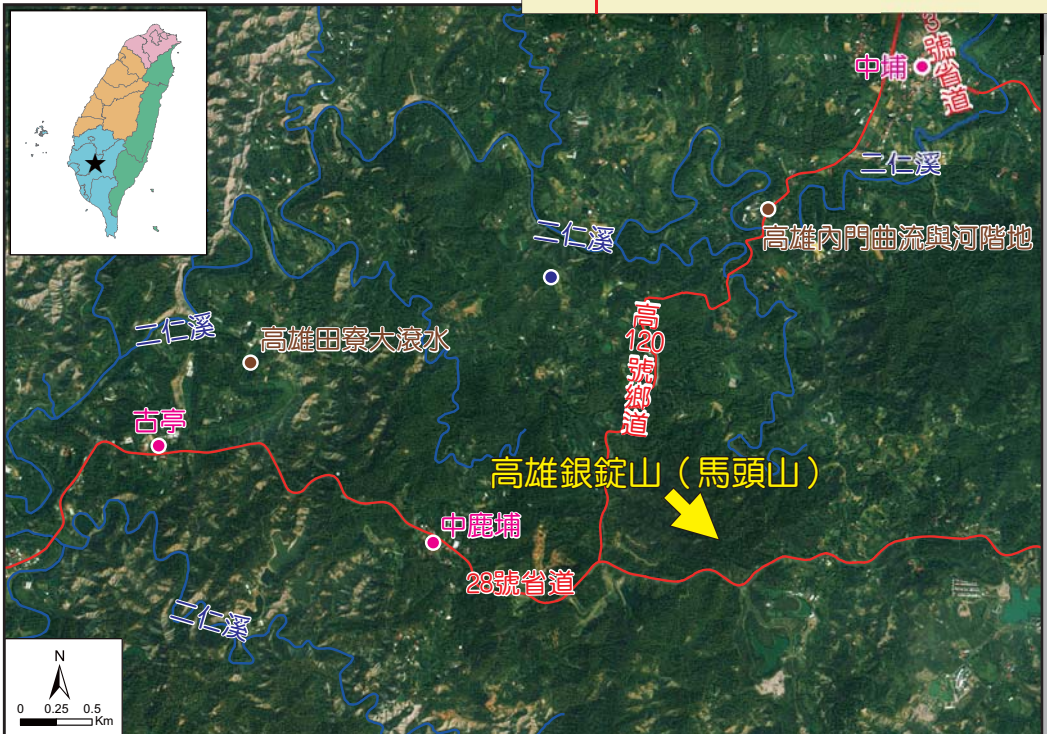 3號省道
中埔
二仁溪
高雄內門曲流與河階地
二仁溪
二仁溪
高雄田寮大滾水
高120號鄉道
古亭
高雄銀錠山（馬頭山）
中鹿埔
28號省道
二仁溪
N
0 0.25 0.5
Km